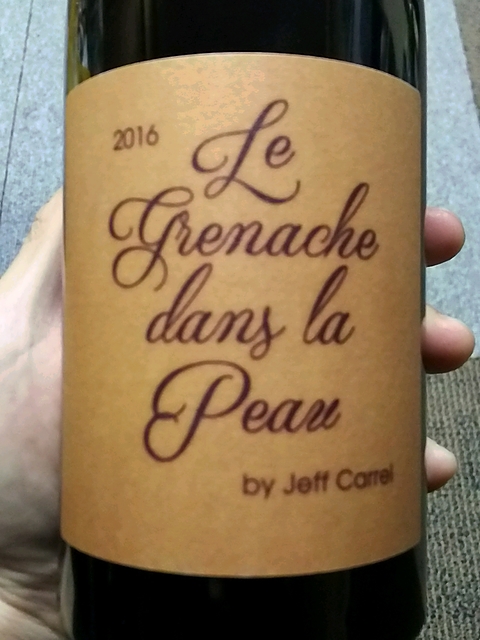 2016
Le
Grenache
dans la
Peau
by Jeff Carrel